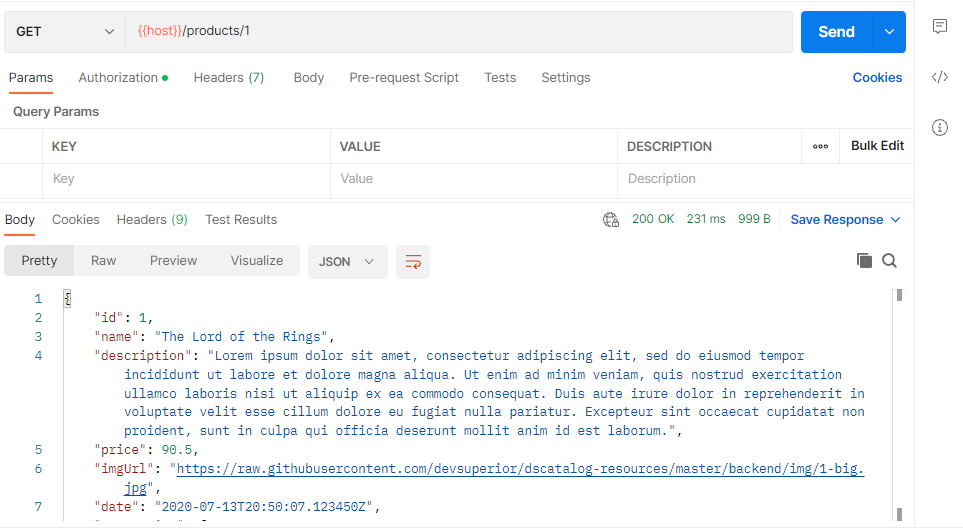 GET {{host}}/products/1 Send
Params Authorization Headers (7) Body Pre-request Script Tests Settings Cookies
Query Params
KEY VALUE DESCRIPTION ooo Bulk Edit
Key Value Description
Body Cookies Headers (9) Test Results 200 OK 231 ms 999 B Save Response
Pretty Raw Preview Visualize JSON
1 {
2 "id": 1,
3 "name": "The Lord of the Rings",
4 "description": "Lorem ipsum dolor sit amet, consectetur adipiscing elit, sed do eiusmod tempor
incididunt ut labore et dolore magna aliqua. Ut enim ad minim veniam, quis nostrud exercitation
ullamco laboris nisi ut aliquip ex ea commodo consequat. Duis aute irure dolor in reprehenderit in
voluptate velit esse cillum dolore eu fugiat nulla pariatur. Excepteur sint occaecat cupidatat non
proident, sunt in culpa qui officia deserunt mollit anim id est laborum.",
5 "price": 90.5,
6 "imgUrl": "https://raw.githubusercontent.com/devsuperior/dscatalog-resources/master/backend/img/1-big.
jpg",
7 "date": "2020-07-13T20:50:07.123450Z",